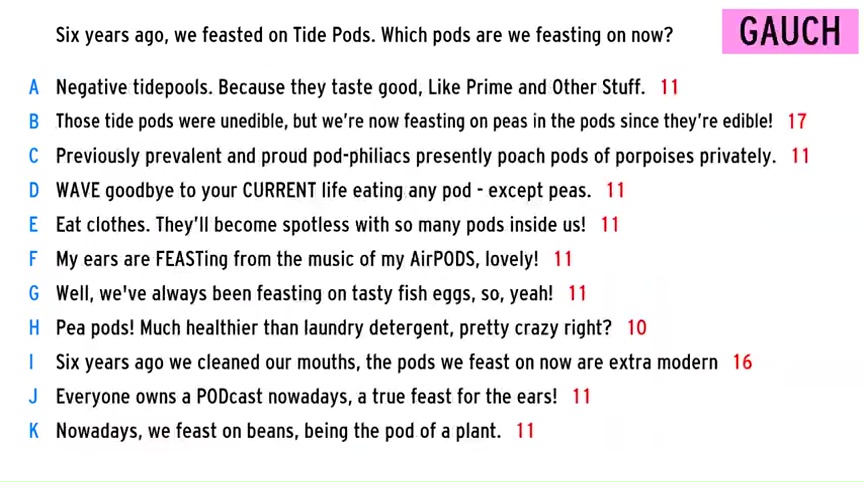 Six years ago, we feasted on Tide Pods. Which pods are we feasting on now?
GAUCH
A Negative tidepools. Because they taste good, Like Prime and Other Stuff. 11
B Those tide pods were unedible, but we're now feasting on peas in the pods since they're edible! 17
C Previously prevalent and proud pod-philiacs presently poach pods of porpoises privately. 11
D WAVE goodbye to your CURRENT life eating any pod - except peas. 11
E Eat clothes. They'll become spotless with so many pods inside us! 11
F My ears are FEASTing from the music of my AirPODS, lovely! 11
G Well, we've always been feasting on tasty fish eggs, so, yeah! 11
H Pea pods! Much healthier than laundry detergent, pretty crazy right? 10
I Six years ago we cleaned our mouths, the pods we feast on now are extra modern 16
J Everyone owns a PODcast nowadays, a true feast for the ears! 11
K Nowadays, we feast on beans, being the pod of a plant. 11